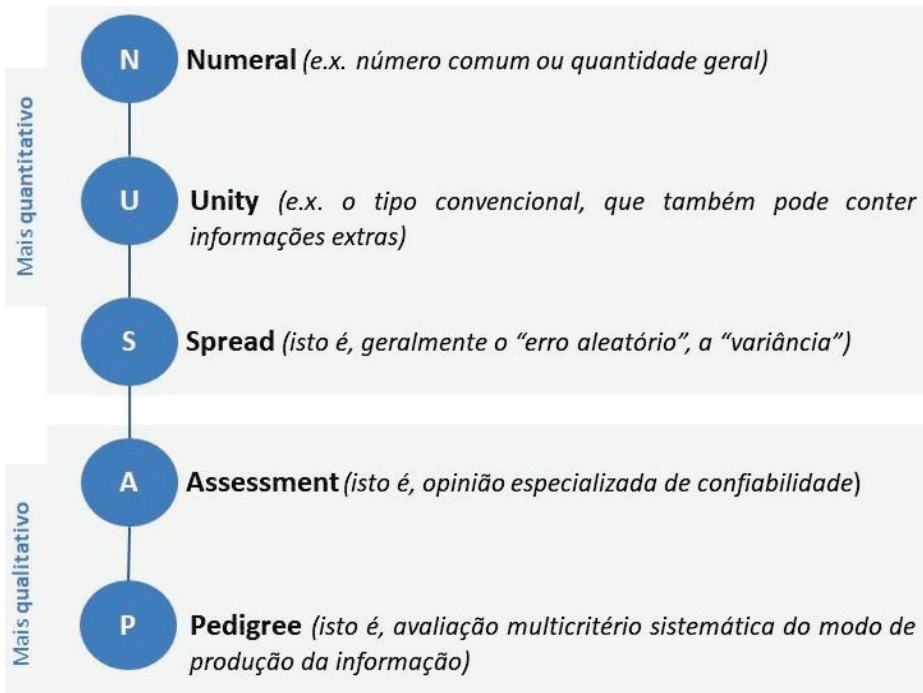 Mais quantitativo
N
Numeral (e.x. número comum ou quantidade geral)
U
Unity (e.x. o tipo convencional, que também pode conter
informações extras)
S
Spread (isto é, geralmente o “erro aleatório”, a “variância”)
Mais qualitativo
A
Assessment (isto é, opinião especializada de confiabilidade)
P
Pedigree (isto é, avaliação multicritério sistemática do modo de
produção da informação)